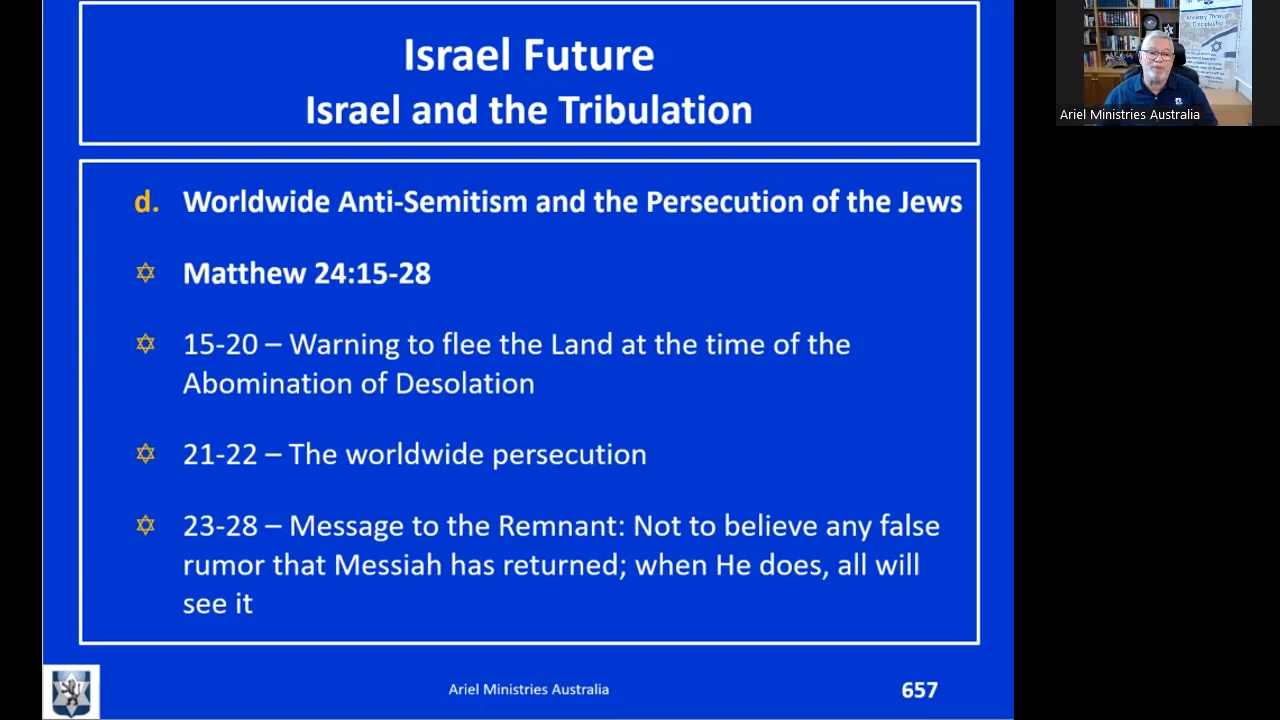 Israel Future
Israel and the Tribulation
d. Worldwide Anti-Semitism and the Persecution of the Jews
Matthew 24:15-28
15-20 – Warning to flee the Land at the time of the
Abomination of Desolation
21-22 – The worldwide persecution
23-28 – Message to the Remnant: Not to believe any false
rumor that Messiah has returned; when He does, all will
see it
Ariel Ministries Australia
657
Ministry Through
Discipleship
Ariel Ministries Australia